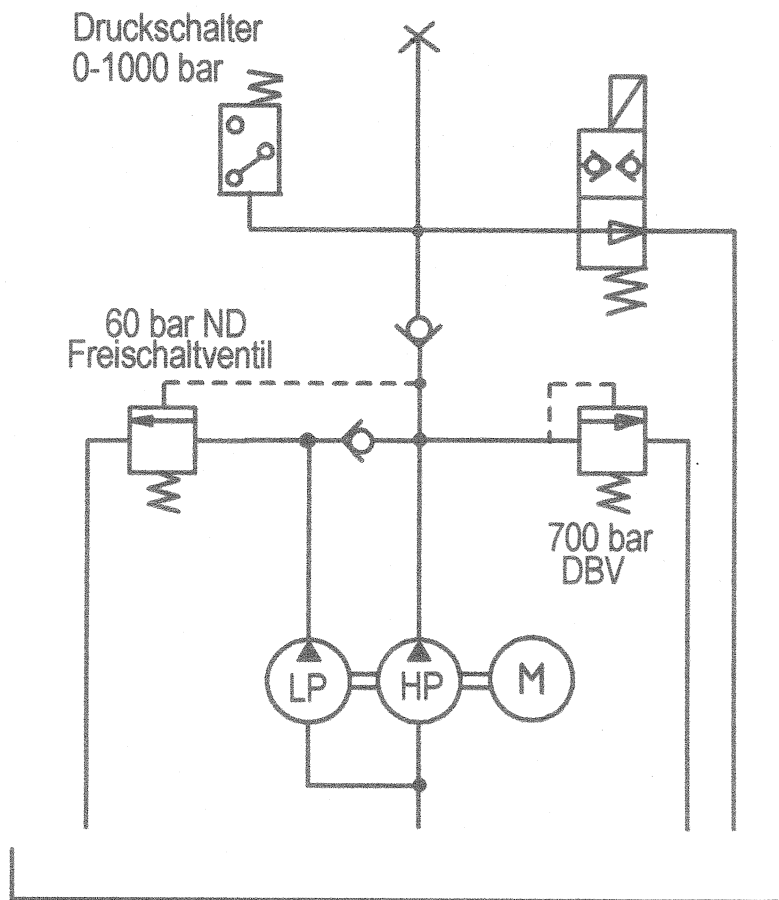 Druckschalter
0-1000 bar
60 bar ND
Freischaltventil
700 bar
DBV
LP
HP
M